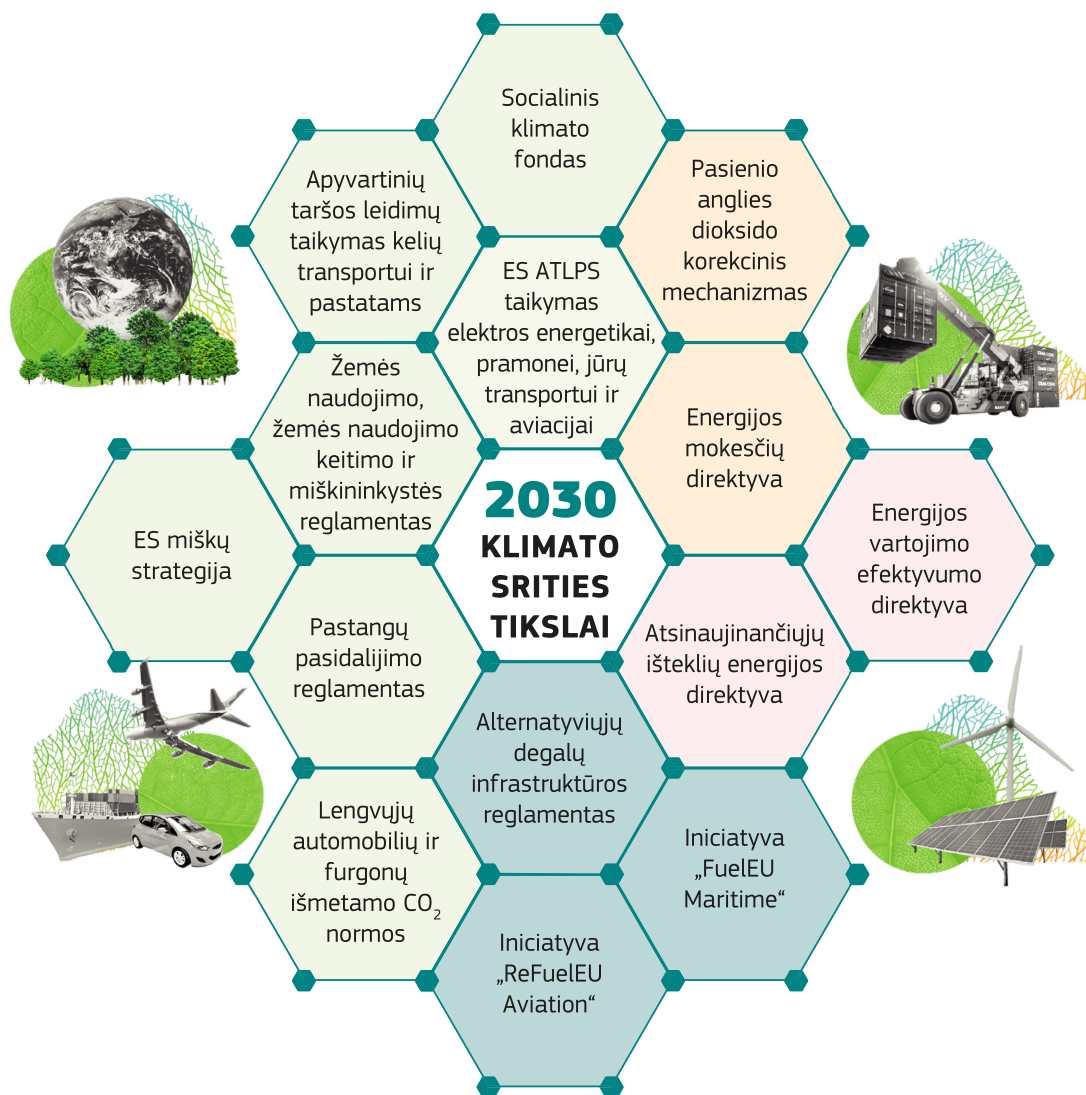 Socialinis
klimato
fondas
Apyvartinių
taršos leidimų
taikymas kelių
transportui ir
pastatams
Pasienio
anglies
dioksido
korekcinis
mechanizmas
ES ATLPS
taikymas
elektros energetikai,
pramonei, jūrų
transportui ir
aviacijai
Žemės
naudojimo,
žemės naudojimo
keitimo ir
miškininkystės
reglamentas
Energijos
mokesčių
direktyva
2030
KLIMATO
SRITIES
TIKSLAI
ES miškų
strategija
Energijos
vartojimo
efektyvumo
direktyva
Pastangų
pasidalijimo
reglamentas
Atsinaujinančiųjų
išteklių energijos
direktyva
Alternatyviųjų
degalų
infrastruktūros
reglamentas
Lengvųjų
automobilių ir
furgonų
išmetamo CO₂
normos
Iniciatyva
„FuelEU
Maritime“
Iniciatyva
„ReFuelEU
Aviation“